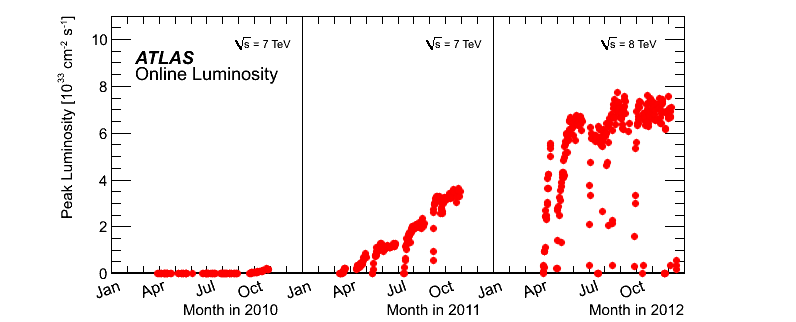 √s = 7 TeV
√s = 7 TeV
√s = 8 TeV
ATLAS
Online Luminosity
Peak Luminosity [10³³ cm⁻² s⁻¹]
10
8
6
4
2
0
Jan Apr Jul Oct Jan Apr Jul Oct Jan Apr Jul Oct
Month in 2010 Month in 2011 Month in 2012